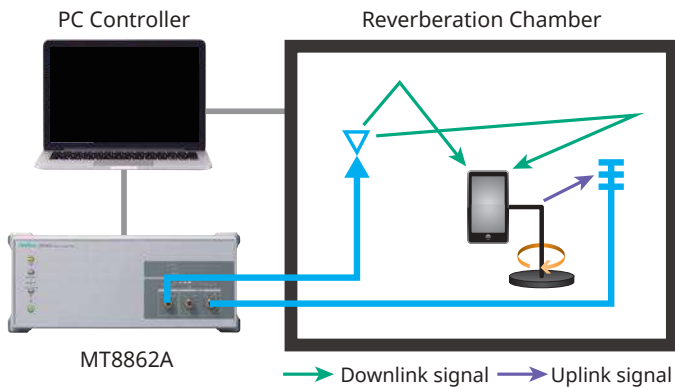 PC Controller
Reverberation Chamber
MT8862A
Downlink signal
Uplink signal